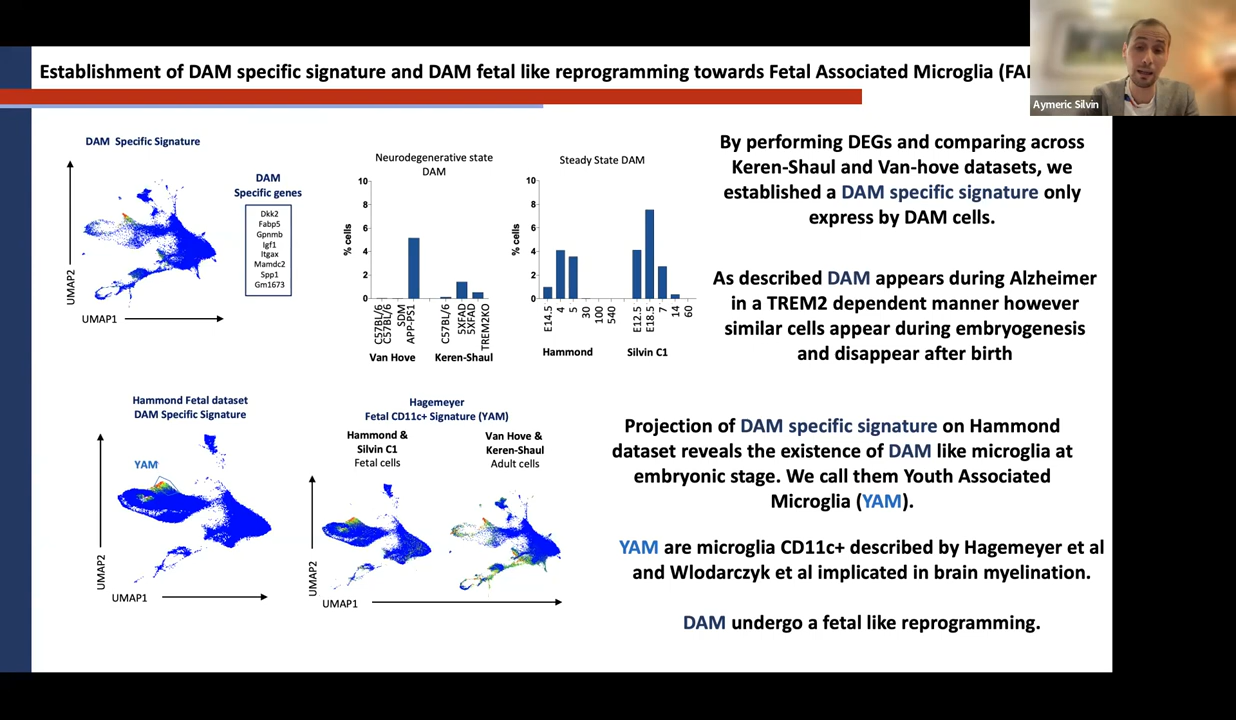 Establishment of DAM specific signature and DAM fetal like reprogramming towards Fetal Associated Microglia (FA
Aymeric Silvin
DAM Specific Signature
UMAP2
UMAP1
DAM
Specific genes
Dkk2
Fabp5
Gpnmb
Igf1
Itgax
Mamdc2
Spp1
Gm1673
Neurodegenerative state
DAM
% cells
10
8
6
4
2
0
C57BL/6
C57BL/6
SDM
APP-PS1
C57BL/6
5XFAD
5XFAD
TREM2KO
Van Hove
Keren-Shaul
Steady State DAM
% cells
10
8
6
4
2
0
E14.5
4
5
30
100
540
E12.5
E18.5
7
14
60
Hammond
Silvin C1
By performing DEGs and comparing across
Keren-Shaul and Van-hove datasets, we
established a DAM specific signature only
express by DAM cells.
As described DAM appears during Alzheimer
in a TREM2 dependent manner however
similar cells appear during embryogenesis
and disappear after birth
Hammond Fetal dataset
DAM Specific Signature
YAM
UMAP2
UMAP1
Hagemeyer
Fetal CD11c+ Signature (YAM)
Hammond &
Silvin C1
Fetal cells
Van Hove &
Keren-Shaul
Adult cells
UMAP2
UMAP1
Projection of DAM specific signature on Hammond
dataset reveals the existence of DAM like microglia at
embryonic stage. We call them Youth Associated
Microglia (YAM).
YAM are microglia CD11c+ described by Hagemeyer et al
and Wlodarczyk et al implicated in brain myelination.
DAM undergo a fetal like reprogramming.